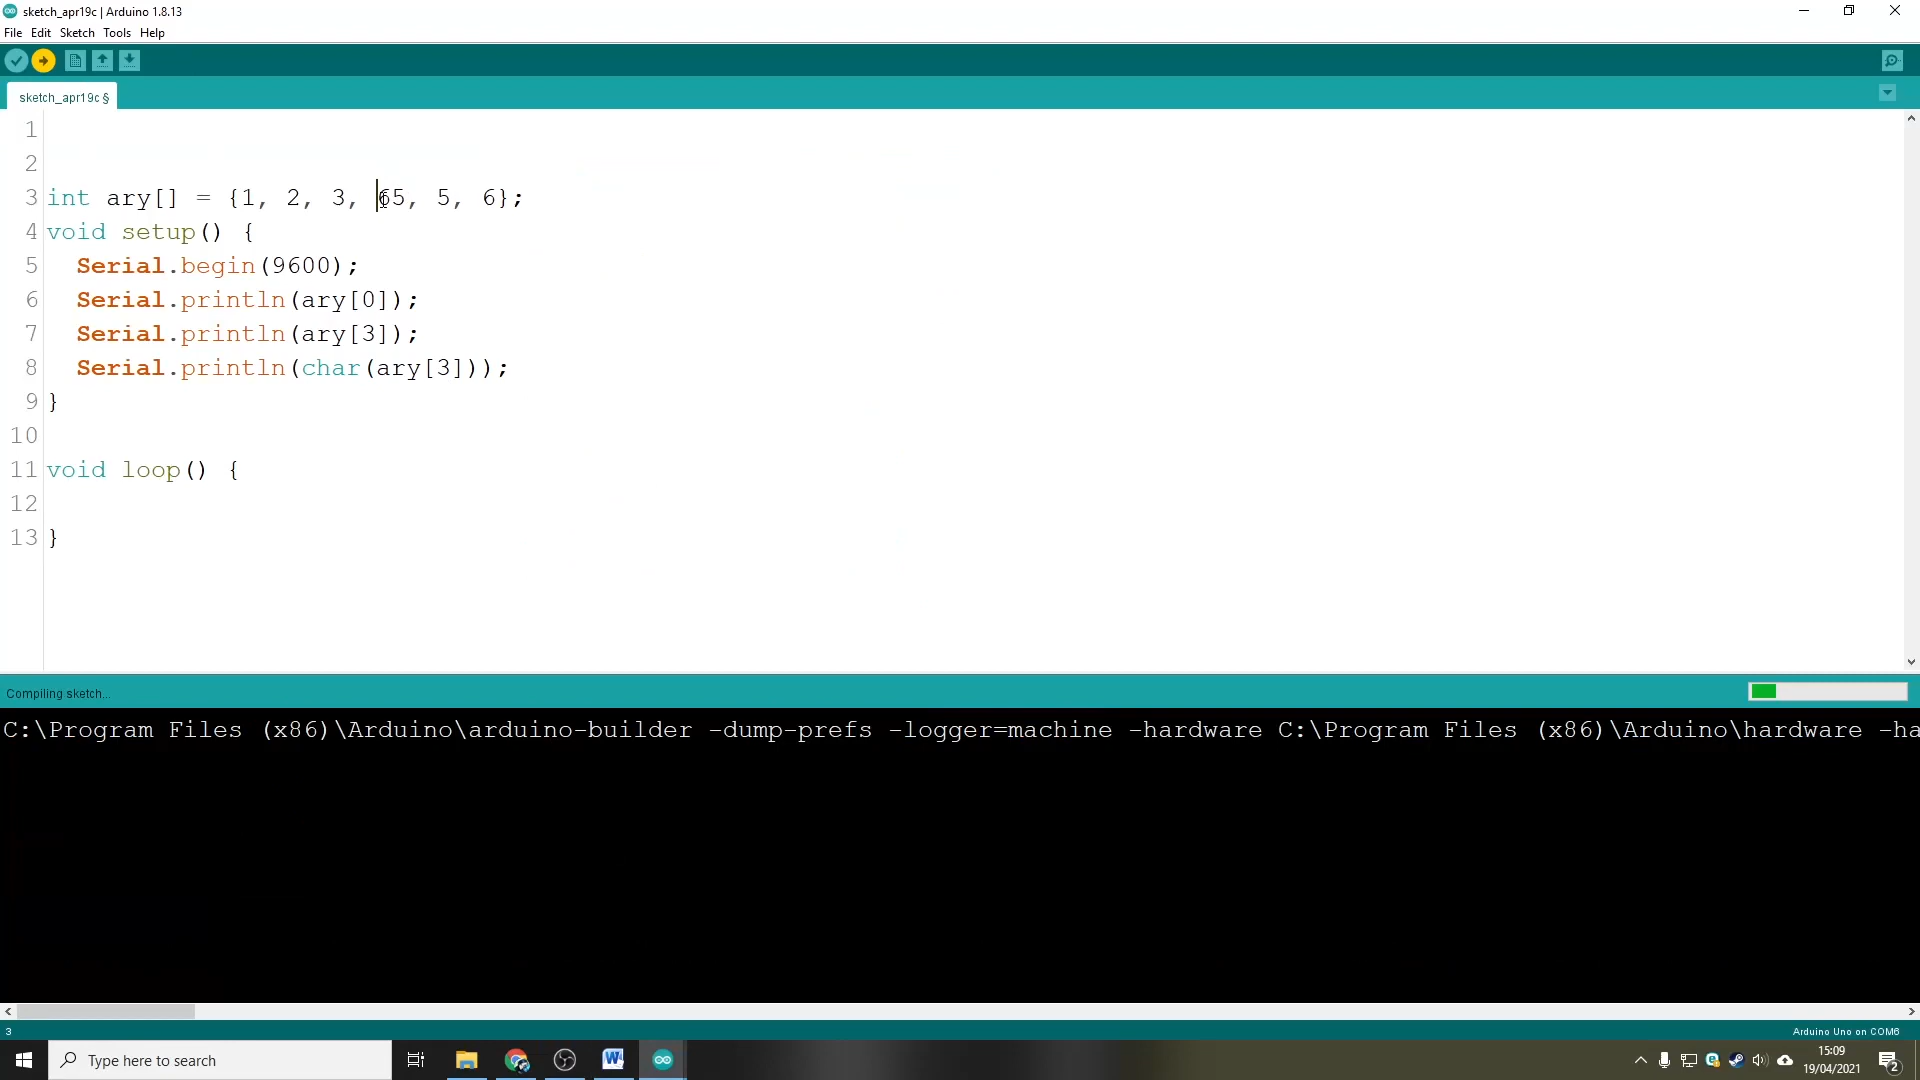 sketch_apr19c | Arduino 1.8.13
File Edit Sketch Tools Help
sketch_apr19c §
1
2
3 int ary[] = {1, 2, 3, 65, 5, 6};
4 void setup() {
5 Serial.begin(9600);
6 Serial.println(ary[0]);
7 Serial.println(ary[3]);
8 Serial.println(char(ary[3]));
9 }
10
11 void loop() {
12
13 }
Compiling sketch...
C:\Program Files (x86)\Arduino\arduino-builder -dump-prefs -logger=machine -hardware C:\Program Files (x86)\Arduino\hardware -ha
3 Arduino Uno on COM6
Type here to search
15:09
19/04/2021
2